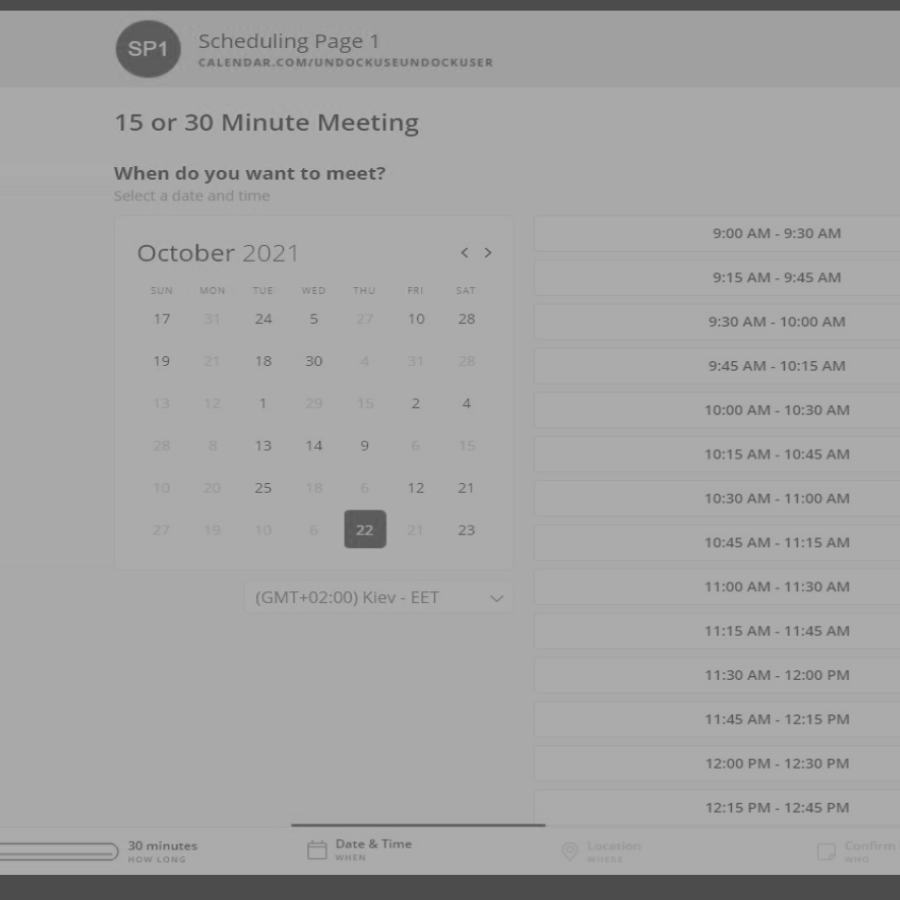 SP1
Scheduling Page 1
CALENDAR.COM/UNDOCKUSEUNDOCKUSER
15 or 30 Minute Meeting
When do you want to meet?
Select a date and time
October 2021
SUN MON TUE WED THU FRI SAT
17 31 24 5 27 10 28
19 21 18 30 4 31 28
13 12 1 29 15 2 4
28 8 13 14 9 6 15
10 20 25 18 6 12 21
27 19 10 6 22 21 23
(GMT+02:00) Kiev - EET
9:00 AM - 9:30 AM
9:15 AM - 9:45 AM
9:30 AM - 10:00 AM
9:45 AM - 10:15 AM
10:00 AM - 10:30 AM
10:15 AM - 10:45 AM
10:30 AM - 11:00 AM
10:45 AM - 11:15 AM
11:00 AM - 11:30 AM
11:15 AM - 11:45 AM
11:30 AM - 12:00 PM
11:45 AM - 12:15 PM
12:00 PM - 12:30 PM
12:15 PM - 12:45 PM
30 minutes
HOW LONG
Date & Time
WHEN
Location
WHERE
Confirm
WHO